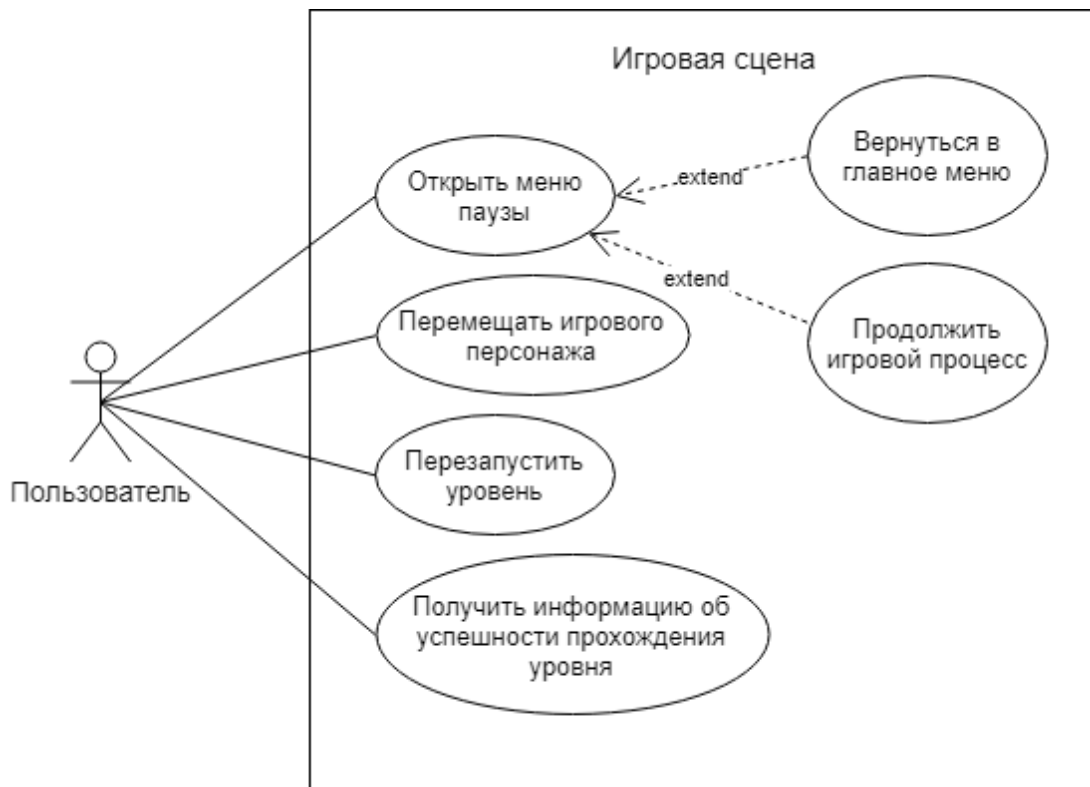 Игровая сцена
Открыть меню
паузы
extend
Вернуться в
главное меню
extend
Продолжить
игровой процесс
Перемещать игрового
персонажа
Перезапустить
уровень
Пользователь
Получить информацию об
успешности прохождения
уровня